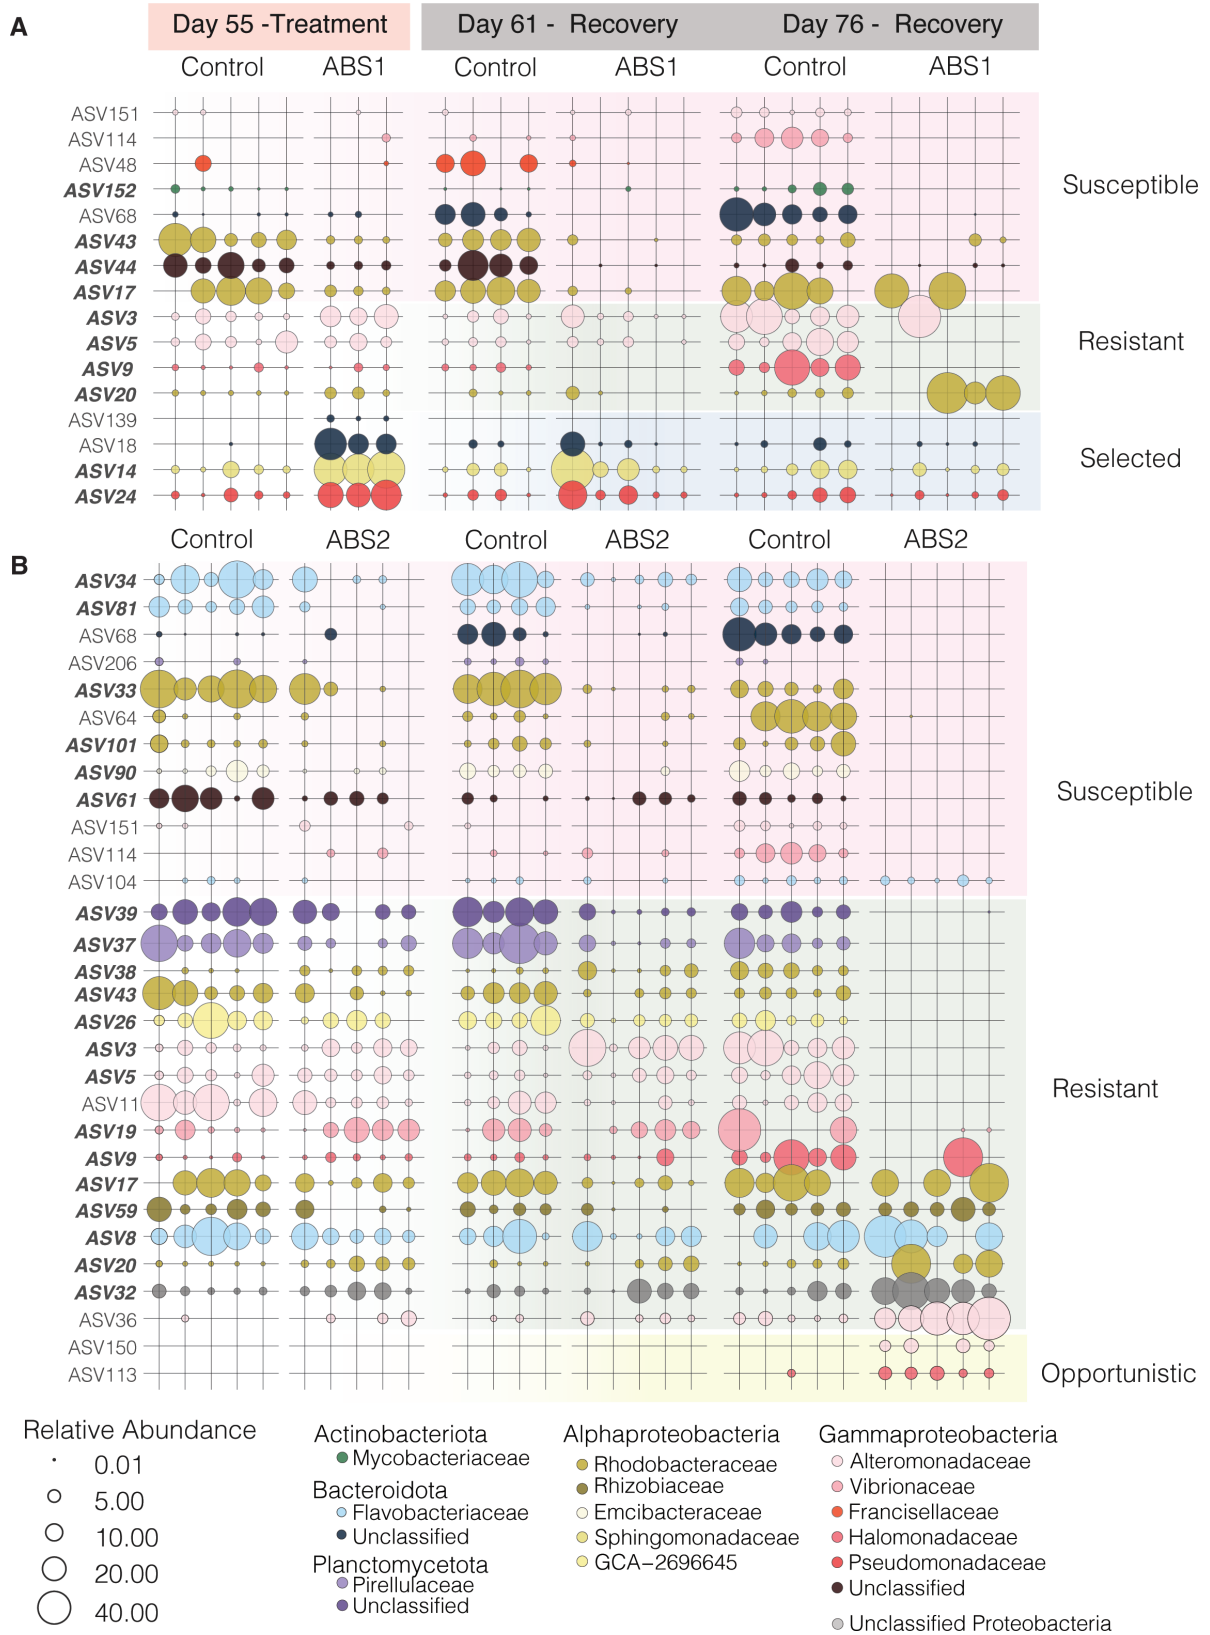 A
Day 55 -Treatment
Day 61 - Recovery
Day 76 - Recovery
Control ABS1 Control ABS1 Control ABS1
ASV151
ASV114
ASV48
ASV152
ASV68
ASV43
ASV44
ASV17
ASV3
ASV5
ASV9
ASV20
ASV139
ASV18
ASV14
ASV24
Susceptible
Resistant
Selected
B
Control ABS2 Control ABS2 Control ABS2
ASV34
ASV81
ASV68
ASV206
ASV33
ASV64
ASV101
ASV90
ASV61
ASV151
ASV114
ASV104
ASV39
ASV37
ASV38
ASV43
ASV26
ASV3
ASV5
ASV11
ASV19
ASV9
ASV17
ASV59
ASV8
ASV20
ASV32
ASV36
ASV150
ASV113
Susceptible
Resistant
Opportunistic
Relative Abundance
0.01
5.00
10.00
20.00
40.00
Actinobacteriota
Mycobacteriaceae
Bacteroidota
Flavobacteriaceae
Unclassified
Planctomycetota
Pirellulaceae
Unclassified
Alphaproteobacteria
Rhodobacteraceae
Rhizobiaceae
Emcibacteraceae
Sphingomonadaceae
GCA−2696645
Gammaproteobacteria
Alteromonadaceae
Vibrionaceae
Francisellaceae
Halomonadaceae
Pseudomonadaceae
Unclassified
Unclassified Proteobacteria